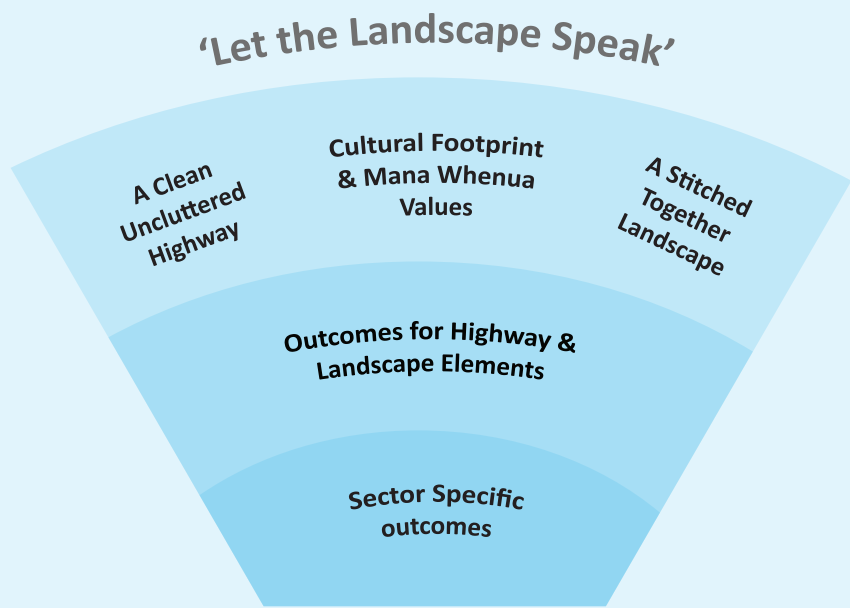 ‘Let the Landscape Speak’
A Clean
Uncluttered
Highway
Cultural Footprint
& Mana Whenua
Values
A Stitched
Together
Landscape
Outcomes for Highway &
Landscape Elements
Sector Specific
outcomes